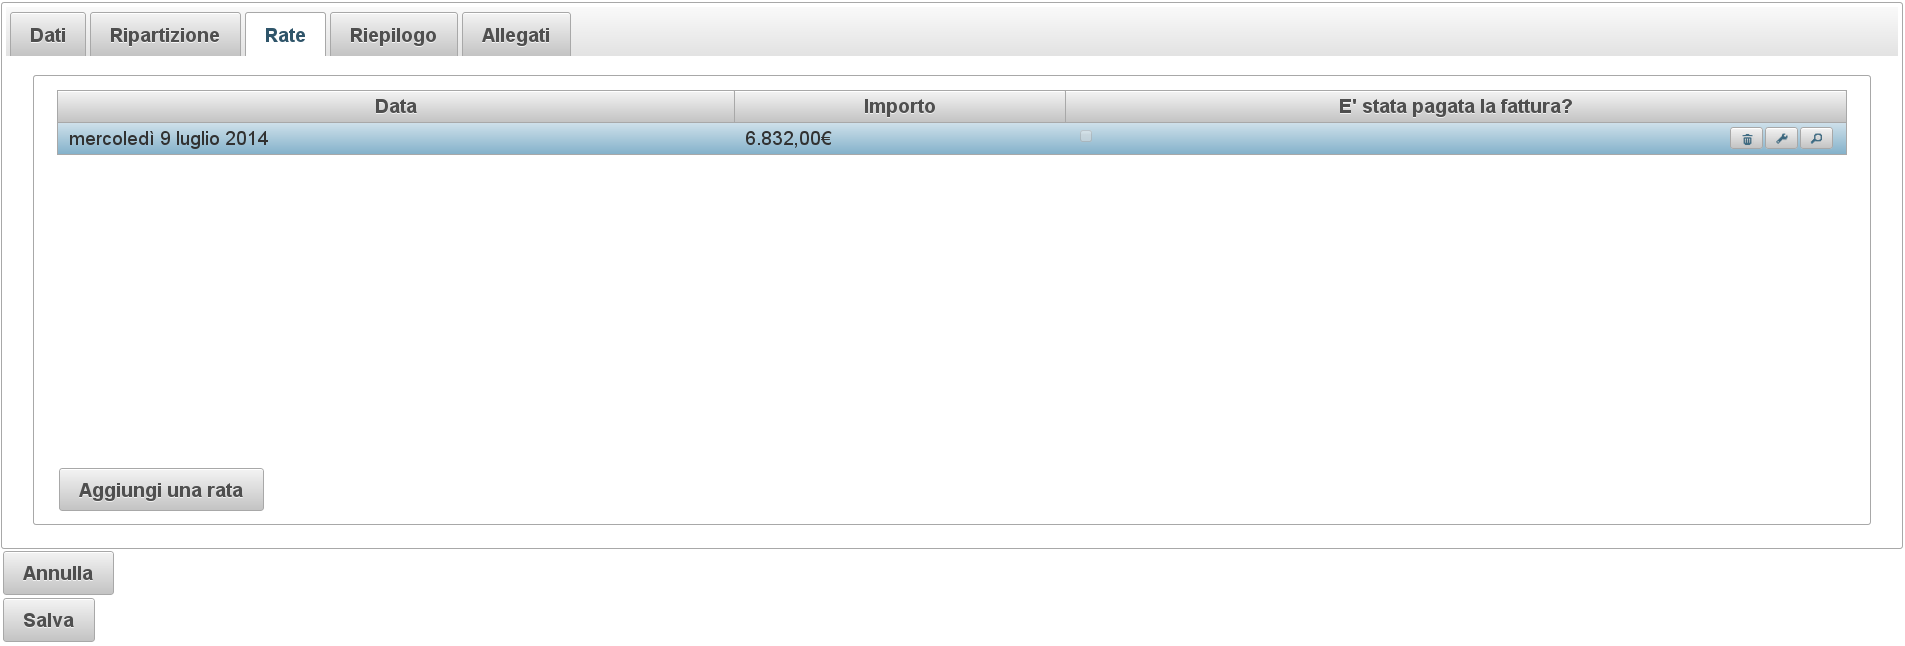 Dati Ripartizione Rate Riepilogo Allegati
Data Importo E' stata pagata la fattura?
mercoledì 9 luglio 2014 6.832,00€
Aggiungi una rata
Annulla
Salva